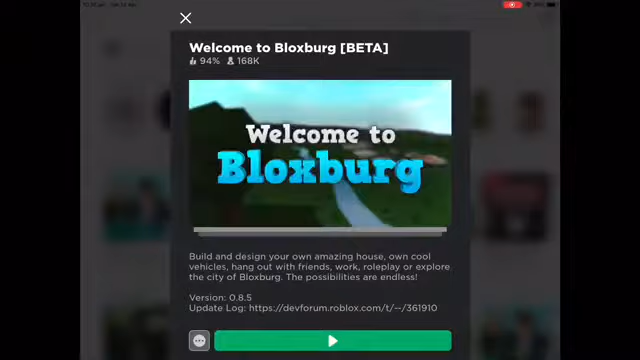 Welcome to Bloxburg [BETA]
94% 168K
Welcome to
Bloxburg
Build and design your own amazing house, own cool
vehicles, hang out with friends, work, roleplay or explore
the city of Bloxburg. The possibilities are endless!
Version: 0.8.5
Update Log: https://devforum.roblox.com/t/--/361910